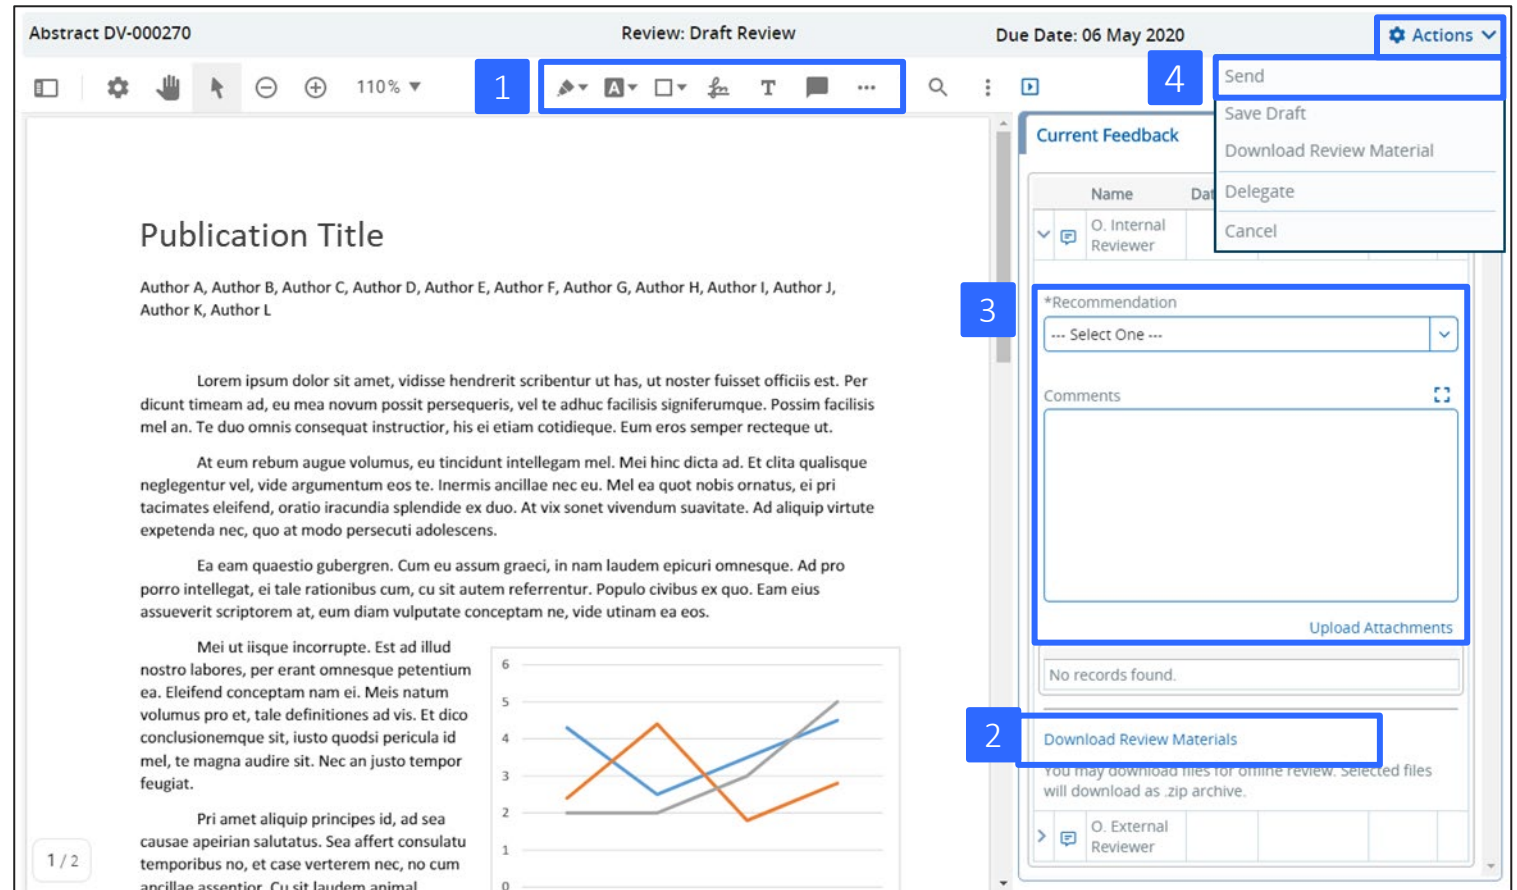 Abstract DV-000270
Review: Draft Review
Due Date: 06 May 2020
Actions
110%
1
4
Send
Save Draft
Download Review Material
Delegate
Cancel
Current Feedback
Name
Dat
O. Internal
Reviewer
Publication Title
Author A, Author B, Author C, Author D, Author E, Author F, Author G, Author H, Author I, Author J,
Author K, Author L
Lorem ipsum dolor sit amet, vidisse hendrerit scribentur ut has, ut noster fuisset officiis est. Per
dicunt timeam ad, eu mea novum possit persequeris, vel te adhuc facilisis signiferumque. Possim facilisis
mel an. Te duo omnis consequat instructior, his ei etiam cotidieque. Eum eros semper recteque ut.
At eum rebum augue volumus, eu tincidunt intellegam mel. Mei hinc dicta ad. Et clita qualisque
neglegentur vel, vide argumentum eos te. Inermis ancillae nec eu. Mel ea quot nobis ornatus, ei pri
tacimates eleifend, oratio iracundia splendide ex duo. At vix sonet vivendum suavitate. Ad aliquip virtute
expetenda nec, quo at modo persecuti adolescens.
Ea eam quaestio gubergren. Cum eu assum graeci, in nam laudem epicuri omnesque. Ad pro
porro intellegat, ei tale rationibus cum, cu sit autem referrentur. Populo civibus ex quo. Eam eius
assueverit scriptorem at, eum diam vulputate conceptam ne, vide utinam ea eos.
Mei ut iisque incorrupte. Est ad illud
nostro labores, per erant omnesque petentium
ea. Eleifend conceptam nam ei. Meis natum
volumus pro et, tale definitiones ad vis. Et dico
conclusionemque sit, iusto quodsi pericula id
mel, te magna audire sit. Nec an justo tempor
feugiat.
Pri amet aliquip principes id, ad sea
causae apeirian salutatus. Sea affert consulatu
temporibus no, et case verterem nec, no cum
ancillae assentior. Cu sit laudem animal
6
5
4
3
2
1
0
1 / 2
3
*Recommendation
--- Select One ---
Comments
Upload Attachments
No records found.
2
Download Review Materials
You may download files for offline review. Selected files
will download as .zip archive.
O. External
Reviewer